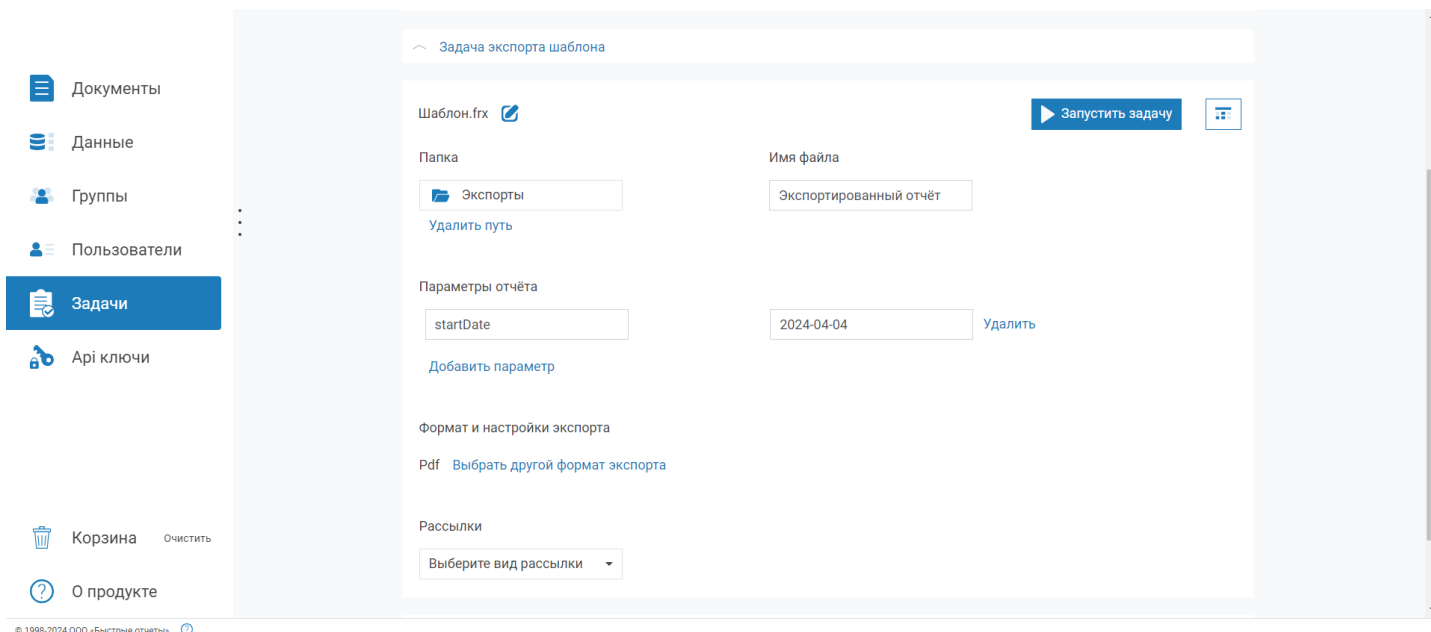 Документы
Данные
Группы
Пользователи
Задачи
Api ключи
Корзина Очистить
О продукте
© 1998-2024 ООО «Быстрые отчеты»
Задача экспорта шаблона
Шаблон.frx
Запустить задачу
Папка Имя файла
Экспорты Экспортированный отчёт
Удалить путь
Параметры отчёта
startDate 2024-04-04 Удалить
Добавить параметр
Формат и настройки экспорта
Pdf Выбрать другой формат экспорта
Рассылки
Выберите вид рассылки